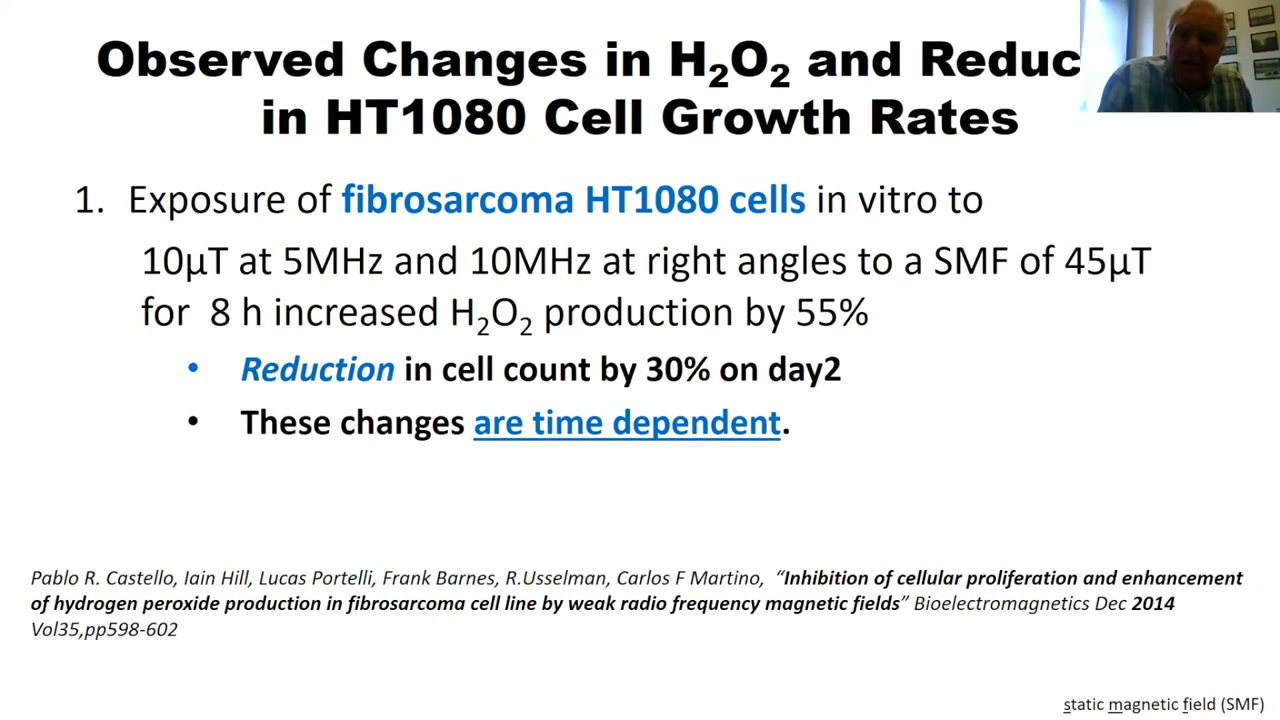 Observed Changes in H₂O₂ and Reduc
in HT1080 Cell Growth Rates
1. Exposure of fibrosarcoma HT1080 cells in vitro to
10µT at 5MHz and 10MHz at right angles to a SMF of 45µT
for 8 h increased H₂O₂ production by 55%
• Reduction in cell count by 30% on day2
• These changes are time dependent.
Pablo R. Castello, Iain Hill, Lucas Portelli, Frank Barnes, R.Usselman, Carlos F Martino, “Inhibition of cellular proliferation and enhancement
of hydrogen peroxide production in fibrosarcoma cell line by weak radio frequency magnetic fields” Bioelectromagnetics Dec 2014
Vol35,pp598-602
static magnetic field (SMF)